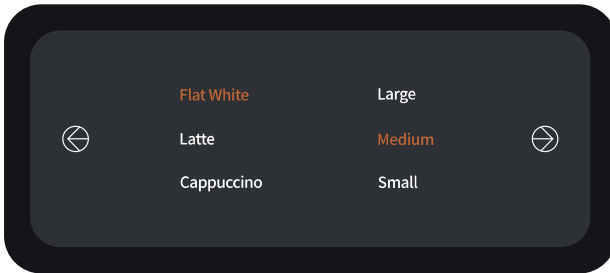 Flat White
Latte
Cappuccino
Large
Medium
Small